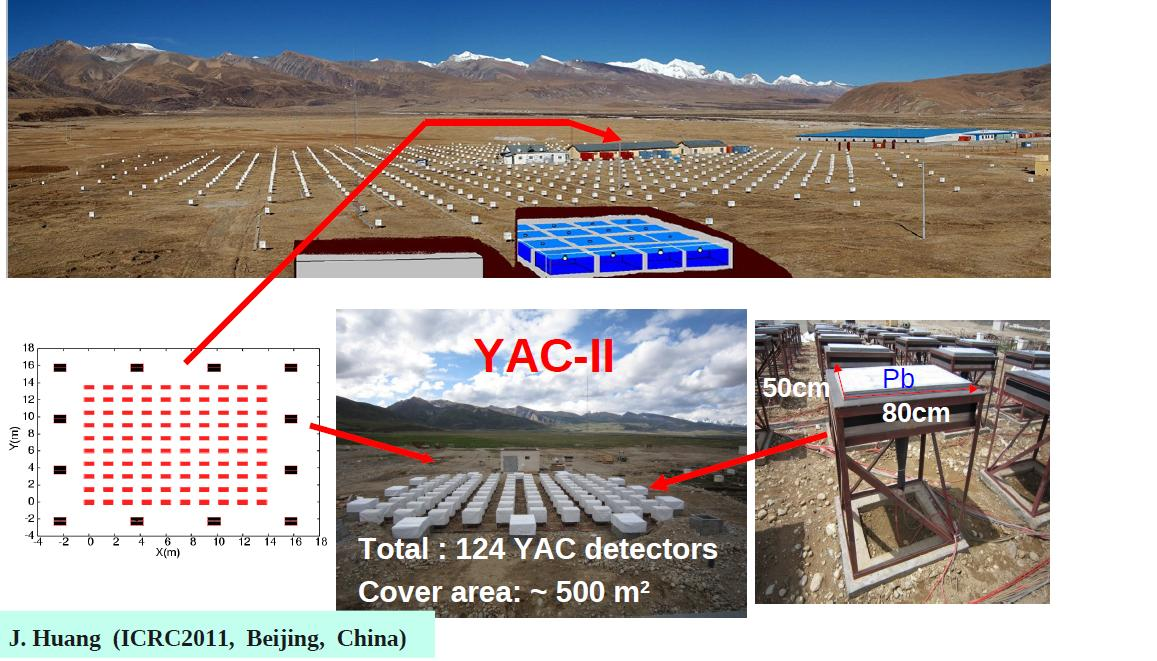 YAC-II
Total : 124 YAC detectors
Cover area: ~ 500 m²
50cm
Pb
80cm
Y(m)
18
16
14
12
10
8
6
4
2
0
-2
-4
-4 -2 0 2 4 6 8 10 12 14 16 18
X(m)
J. Huang (ICRC2011, Beijing, China)